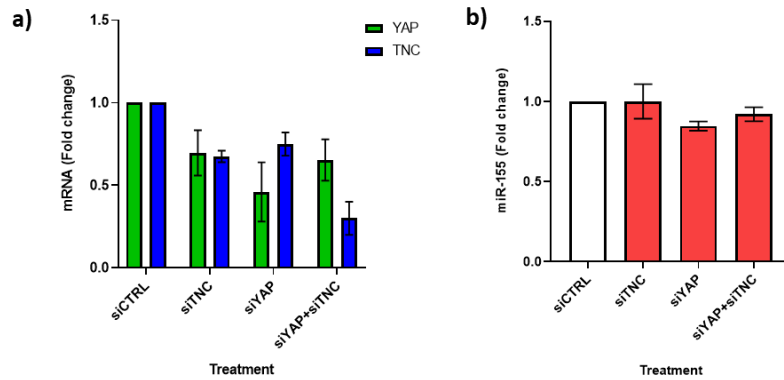 a)
YAP
TNC
mRNA (Fold change)
1.5
1.0
0.5
0.0
siCTRL
siTNC
siYAP
siYAP+siTNC
Treatment
b)
miR-155 (Fold change)
1.5
1.0
0.5
0.0
siCTRL
siTNC
siYAP
siYAP+siTNC
Treatment